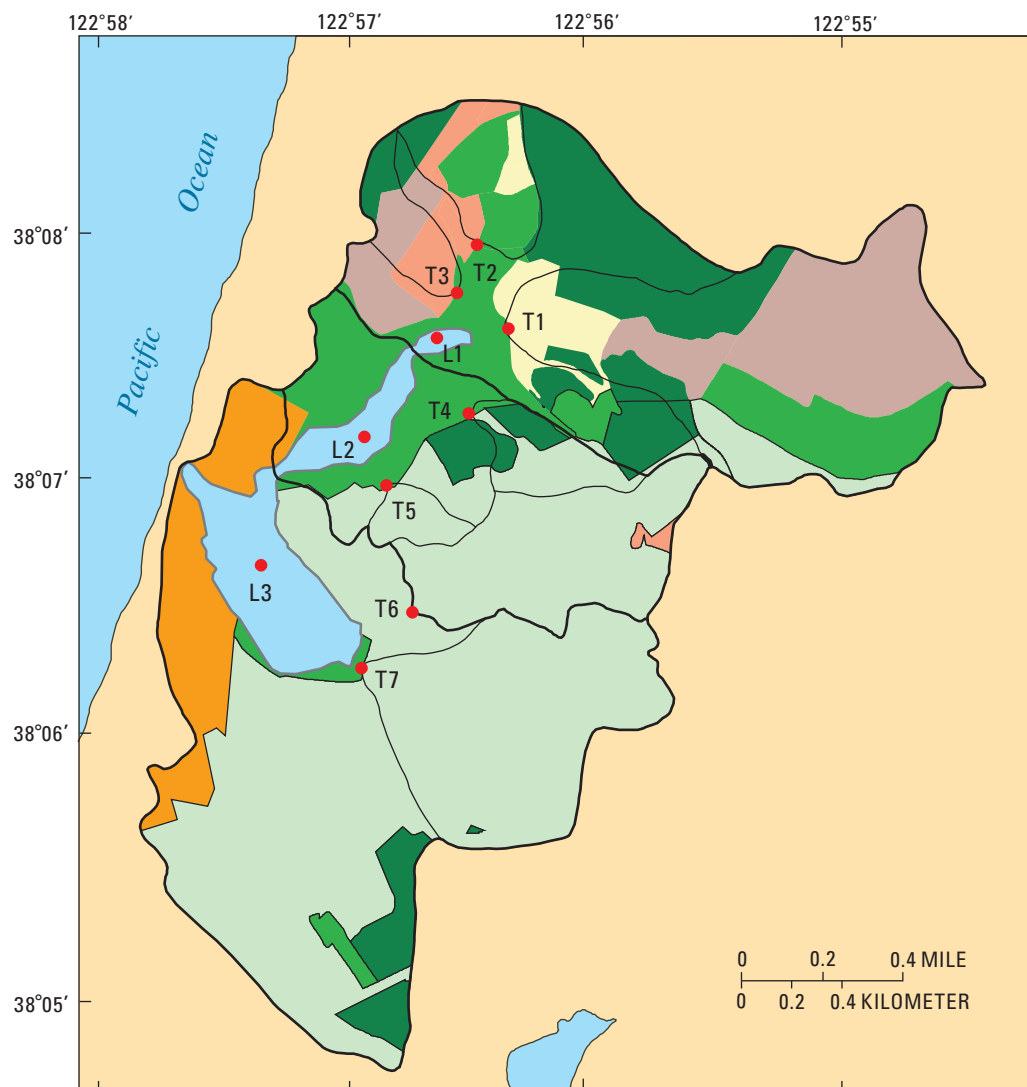 122°58′ 122°57′ 122°56′ 122°55′
Pacific Ocean
38°08′
38°07′
38°06′
38°05′
T2
T3
T1
L1
T4
L2
T5
L3
T6
T7
0 0.2 0.4 MILE
0 0.2 0.4 KILOMETER